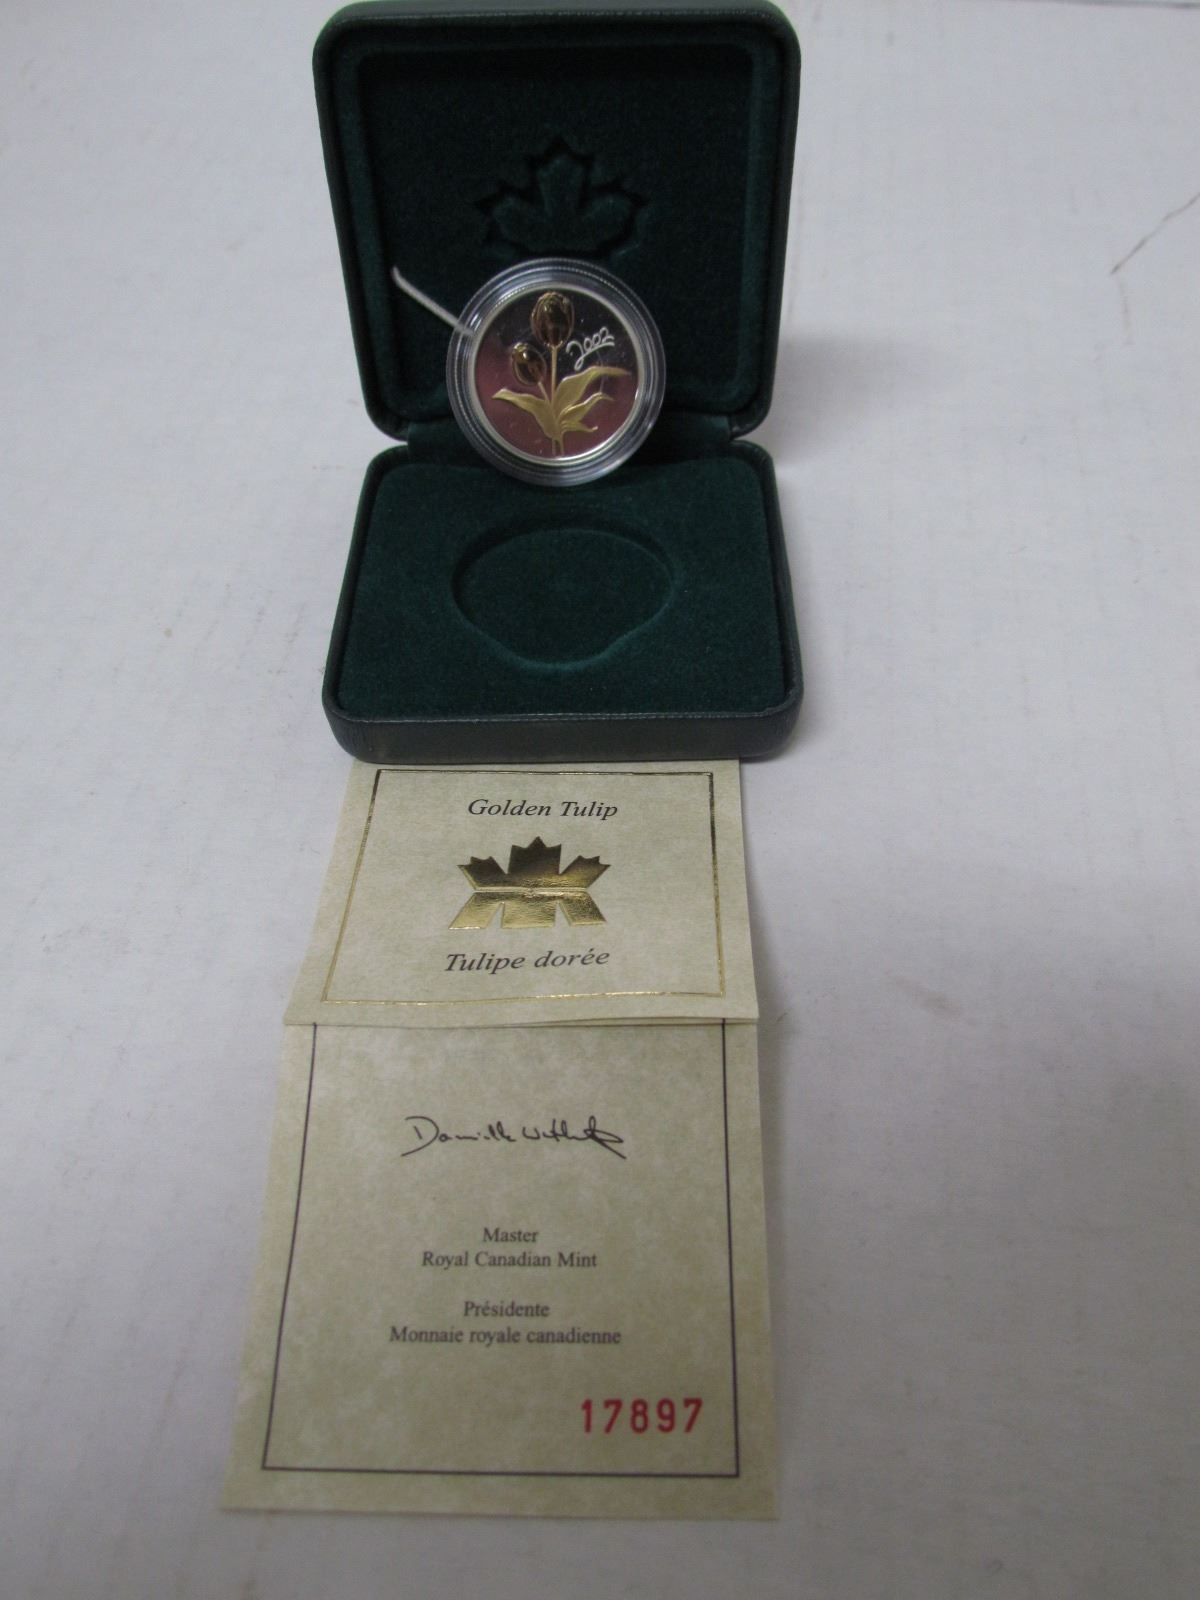 2002
Golden Tulip
Tulipe dorée
Master
Royal Canadian Mint
Présidente
Monnaie royale canadienne
17897